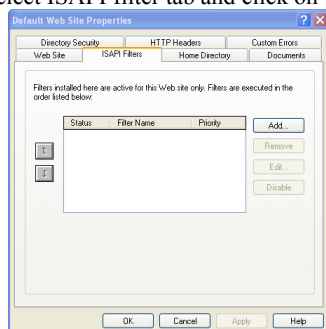 elect ISAPI Filter tab and click on
Default Web Site Properties
Directory Security HTTP Headers Custom Errors
Web Site ISAPI Filters Home Directory Documents
Filters installed here are active for this Web site only. Filters are executed in the
order listed below:
Status Filter Name Priority
Add...
Remove
Edit...
Disable
OK Cancel Apply Help